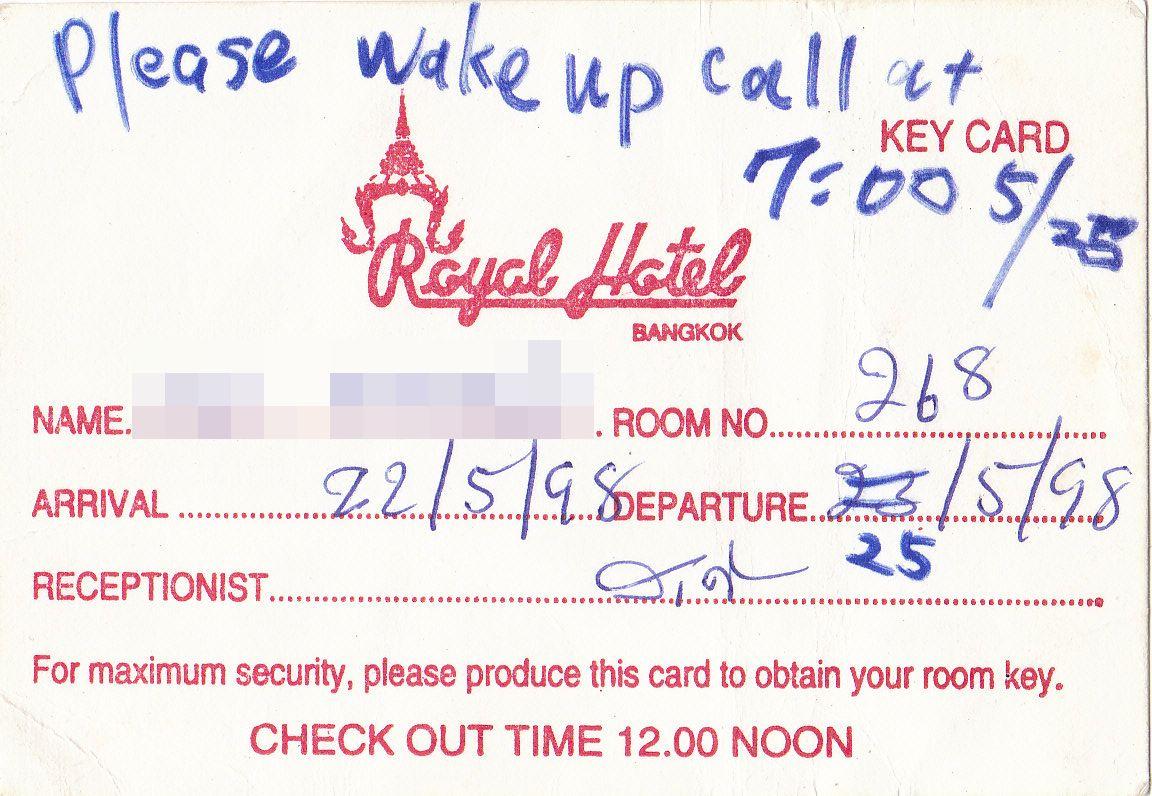 Please wake up call at
KEY CARD
7:00 5/25
Royal Hotel
BANGKOK
NAME. . ROOM NO. 268
ARRIVAL 22/5/98 DEPARTURE. /5/98
25
RECEPTIONIST
For maximum security, please produce this card to obtain your room key.
CHECK OUT TIME 12.00 NOON